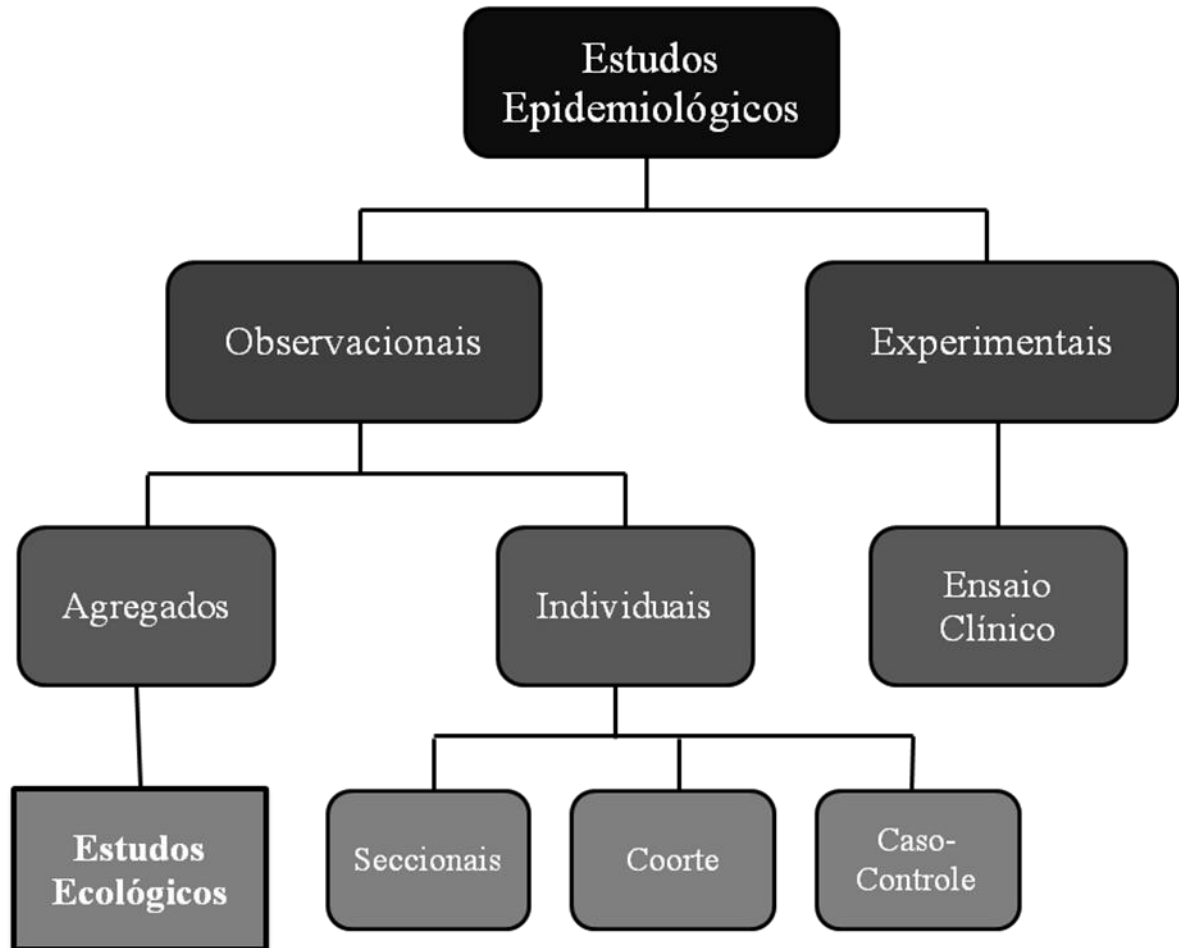 Estudos
Epidemiológicos
Observacionais
Experimentais
Agregados
Individuais
Ensaio
Clínico
Estudos
Ecológicos
Seccionais
Coorte
Caso-
Controle